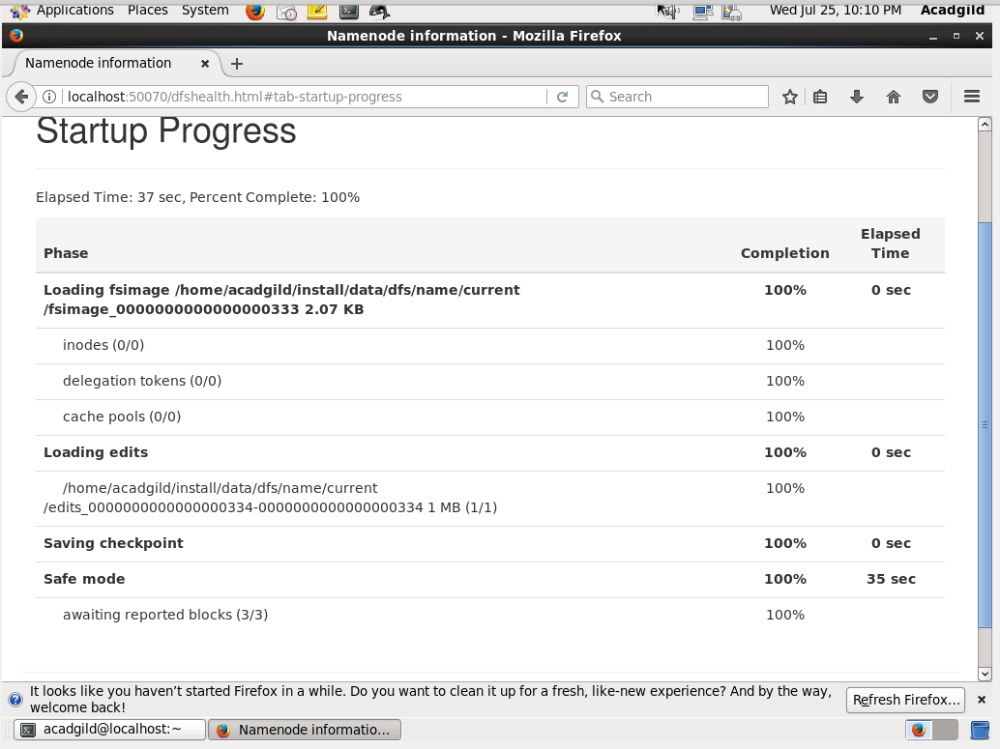 Applications Places System Wed Jul 25, 10:10 PM Acadgild
Namenode information - Mozilla Firefox
Namenode information
localhost:50070/dfshealth.html#tab-startup-progress Search
Startup Progress
Elapsed Time: 37 sec, Percent Complete: 100%
Elapsed
Phase Completion Time
Loading fsimage /home/acadgild/install/data/dfs/name/current 100% 0 sec
/fsimage_0000000000000000333 2.07 KB
inodes (0/0) 100%
delegation tokens (0/0) 100%
cache pools (0/0) 100%
Loading edits 100% 0 sec
/home/acadgild/install/data/dfs/name/current 100%
/edits_0000000000000000334-0000000000000000334 1 MB (1/1)
Saving checkpoint 100% 0 sec
Safe mode 100% 35 sec
awaiting reported blocks (3/3) 100%
It looks like you haven’t started Firefox in a while. Do you want to clean it up for a fresh, like-new experience? And by the way,
welcome back!
Refresh Firefox...
acadgild@localhost:~ Namenode informatio...